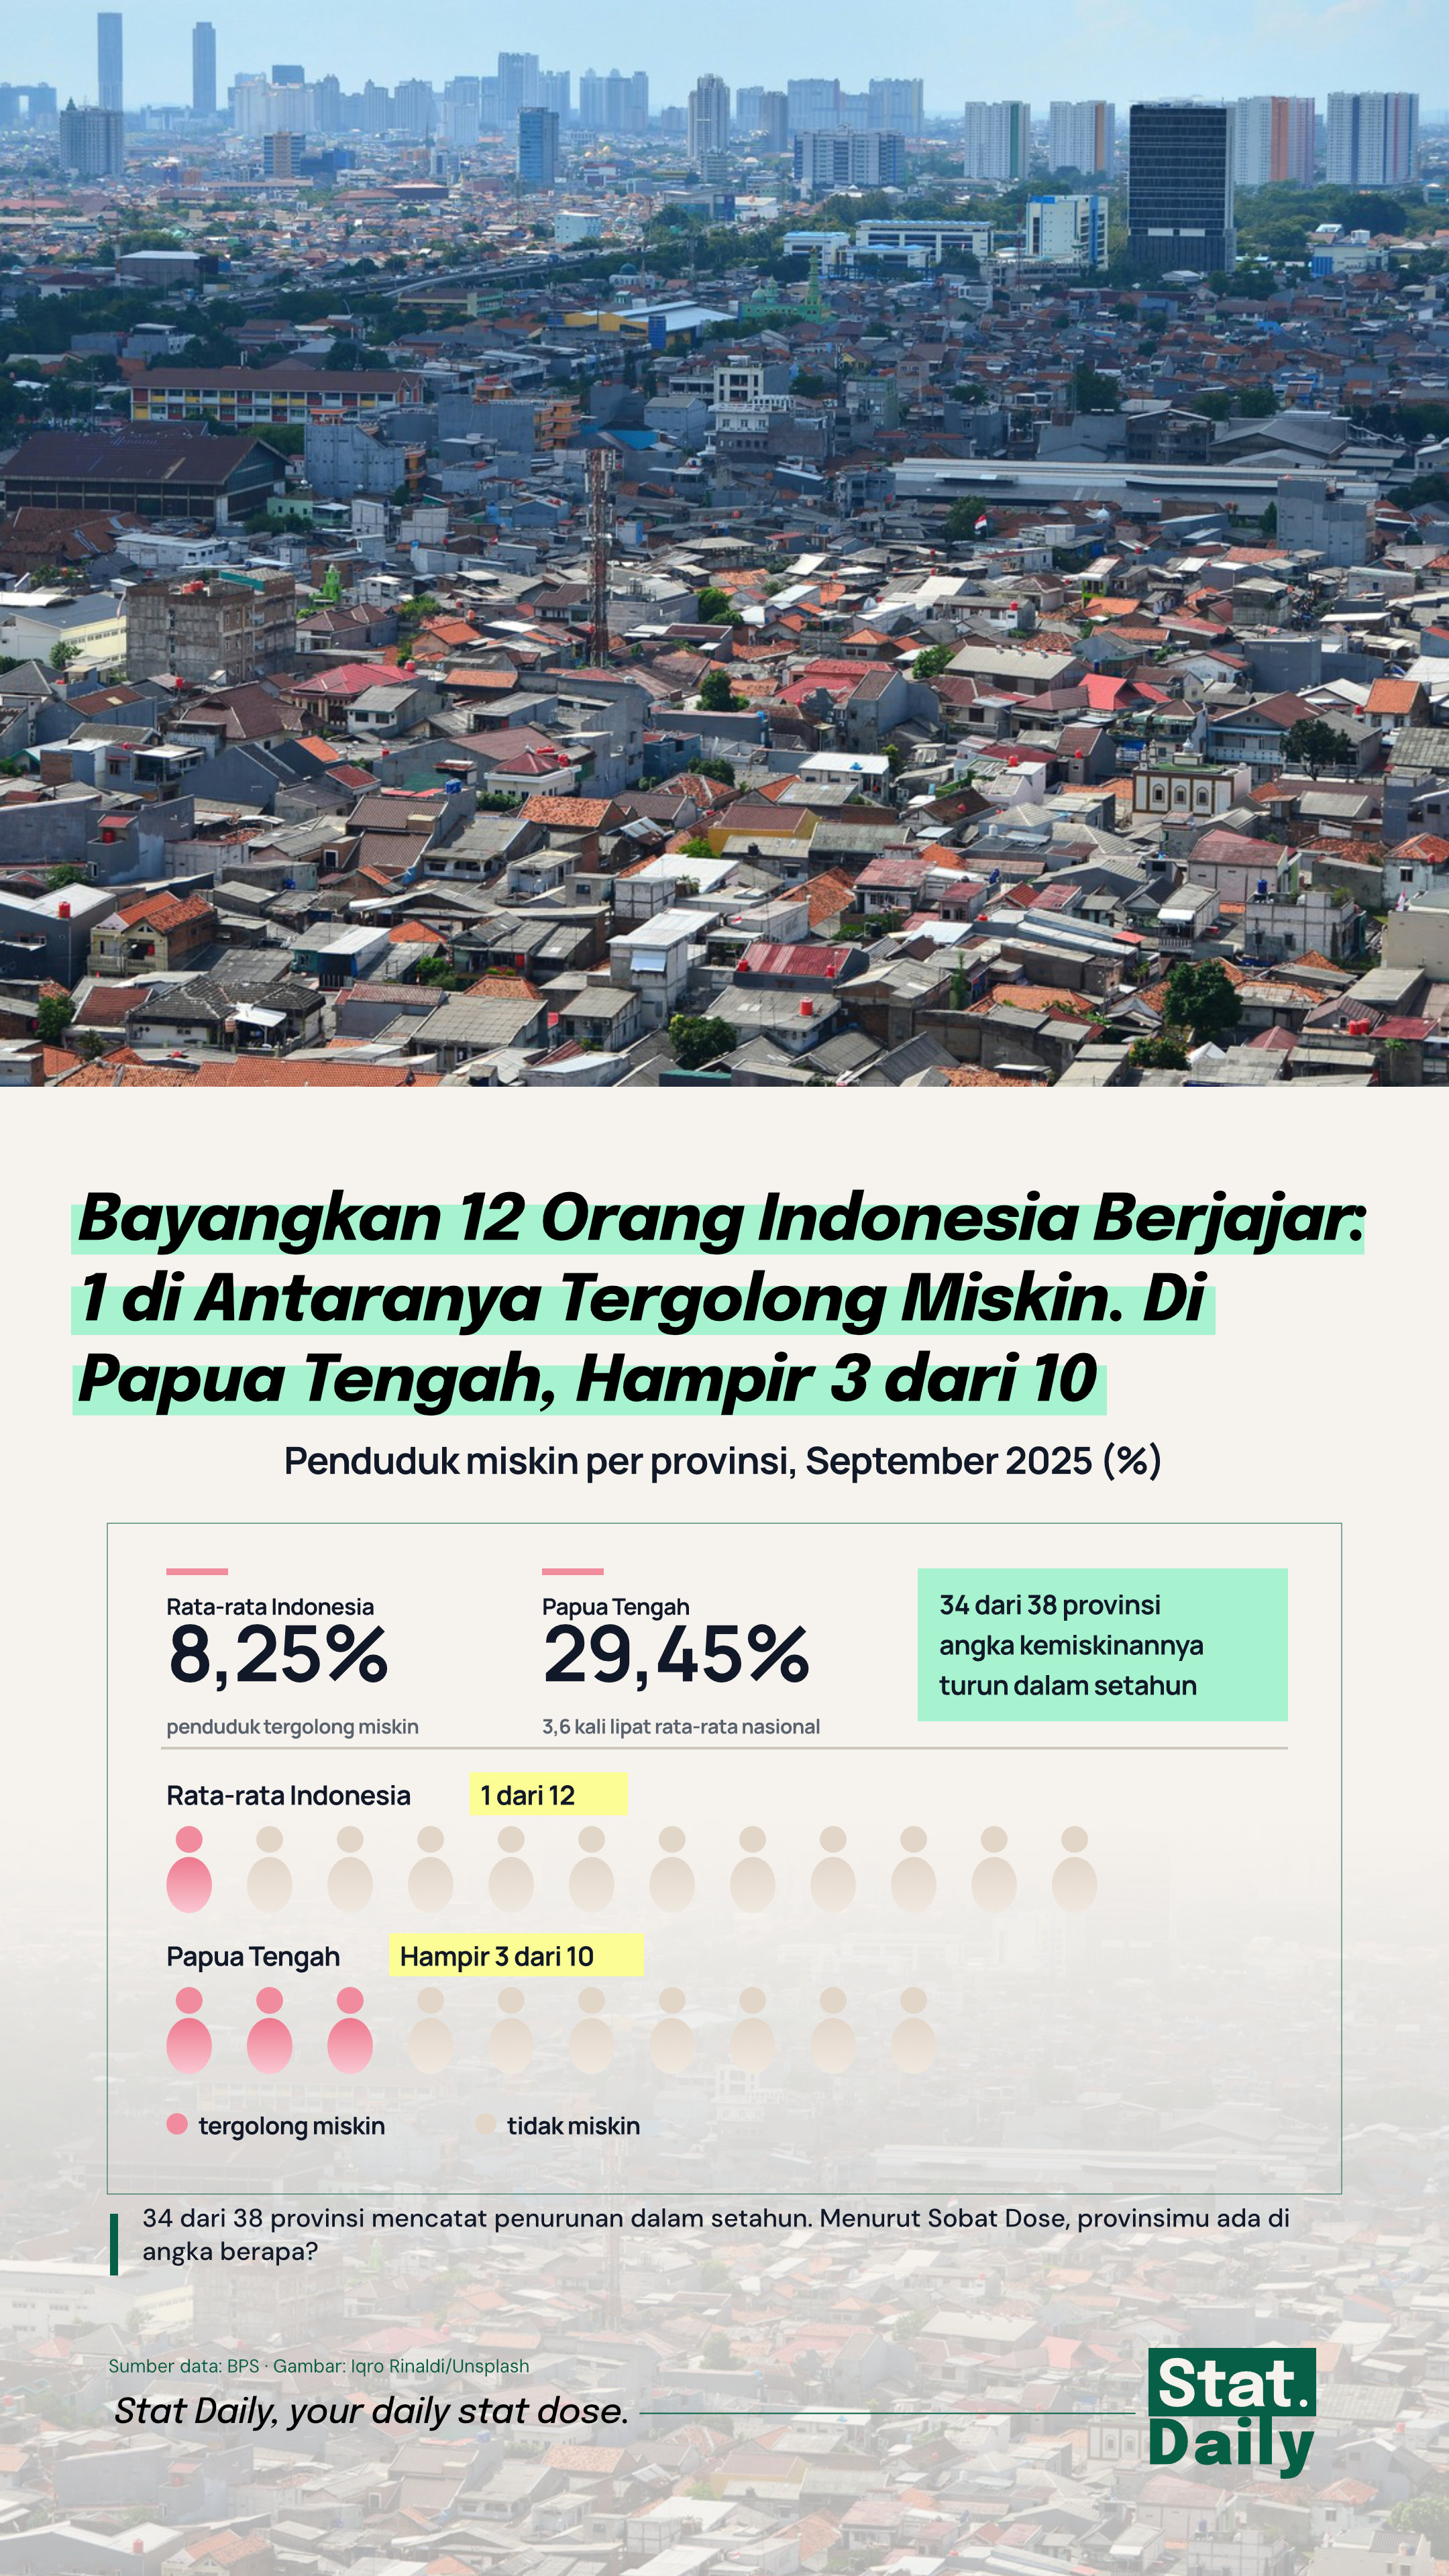 Bayangkan 12 Orang Indonesia Berjajar:
1 di Antaranya Tergolong Miskin. Di
Papua Tengah, Hampir 3 dari 10
Penduduk miskin per provinsi, September 2025 (%)
Rata-rata Indonesia
8,25%
penduduk tergolong miskin
Papua Tengah
29,45%
3,6 kali lipat rata-rata nasional
34 dari 38 provinsi
angka kemiskinannya
turun dalam setahun
Rata-rata Indonesia 1 dari 12
Papua Tengah Hampir 3 dari 10
tergolong miskin tidak miskin
34 dari 38 provinsi mencatat penurunan dalam setahun. Menurut Sobat Dose, provinsimu ada di
angka berapa?
Sumber data: BPS · Gambar: Iqro Rinaldi/Unsplash
Stat Daily, your daily stat dose.
Stat.
Daily